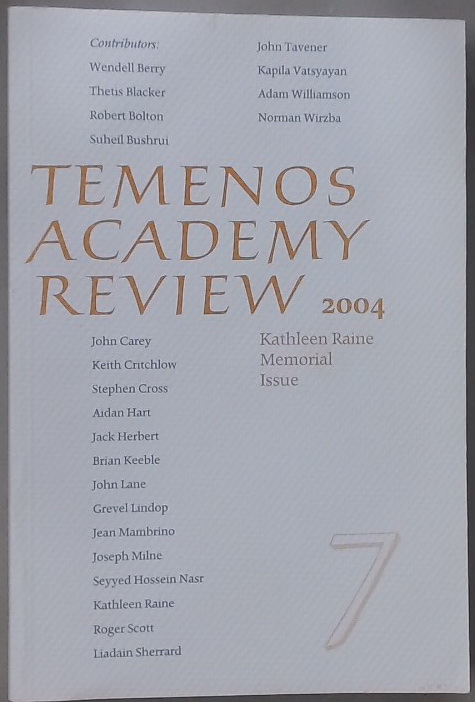 Contributors:
Wendell Berry
Thetis Blacker
Robert Bolton
Suheil Bushrui
John Tavener
Kapila Vatsyayan
Adam Williamson
Norman Wirzba
TEMENOS
ACADEMY
REVIEW 2004
John Carey
Keith Critchlow
Stephen Cross
Aidan Hart
Jack Herbert
Brian Keeble
John Lane
Grevel Lindop
Jean Mambrino
Joseph Milne
Seyyed Hossein Nasr
Kathleen Raine
Roger Scott
Liadain Sherrard
Kathleen Raine
Memorial
Issue
7